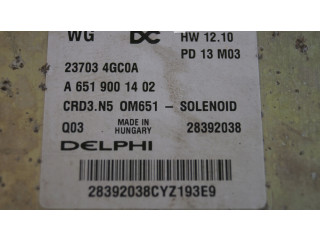 WG DC HW 12.10
PD 13 M03
23703 4GC0A
A 651 900 14 02
CRD3.N5 OM651 - SOLENOID
Q03 MADE IN HUNGARY 28392038
DELPHI
28392038CYZ193E9